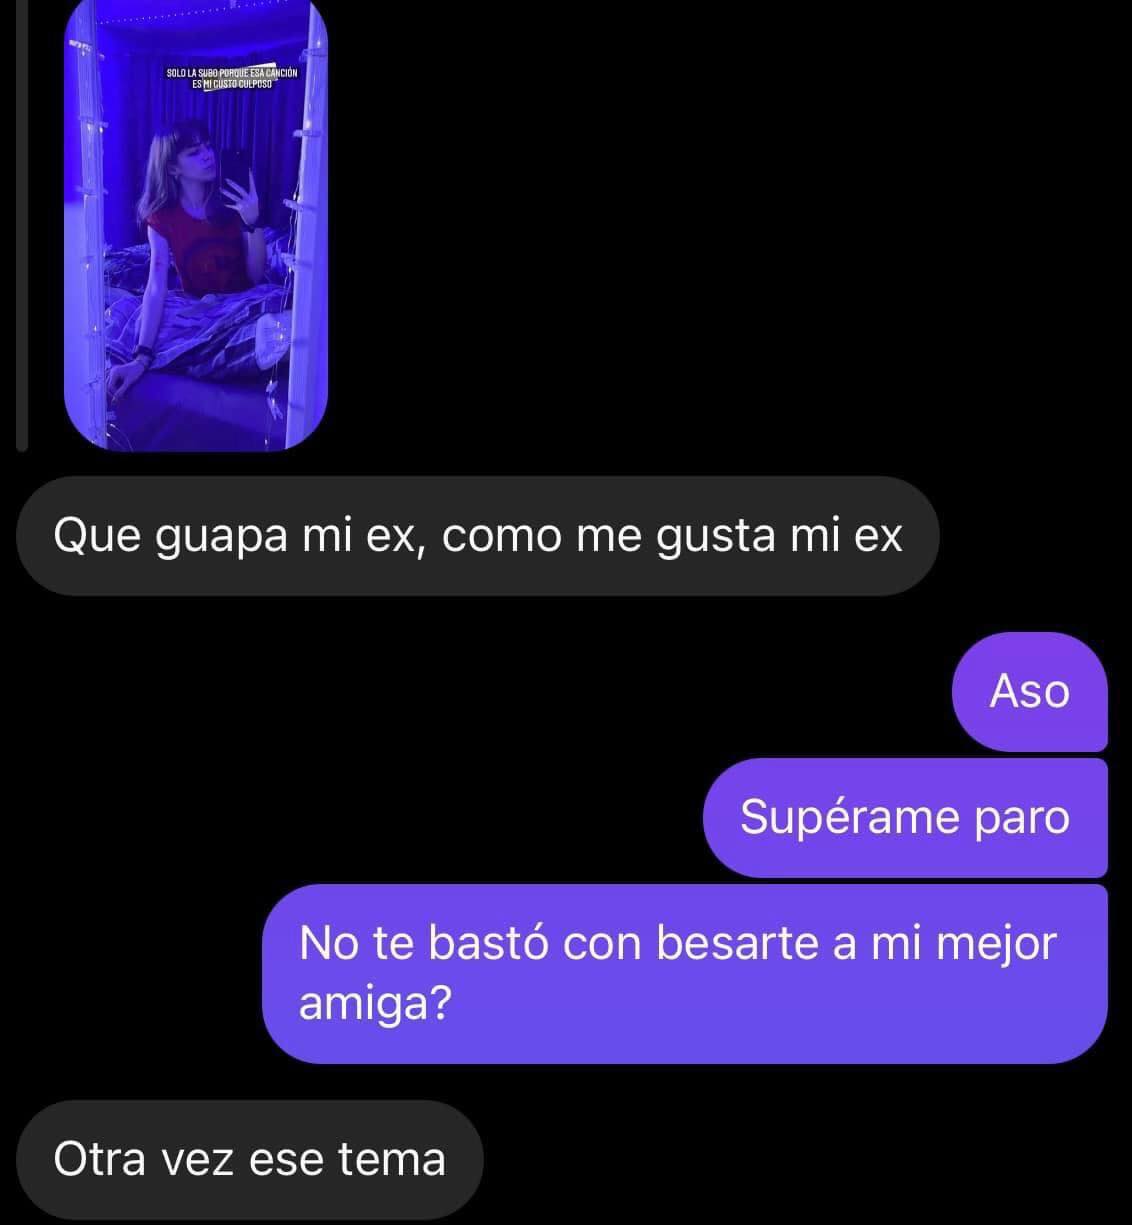 SOLO LA SUBO PORQUE ESA CANCIÓN
ES MI GUSTO CULPOSO
Que guapa mi ex, como me gusta mi ex
Aso
Supérame paro
No te bastó con besarte a mi mejor
amiga?
Otra vez ese tema